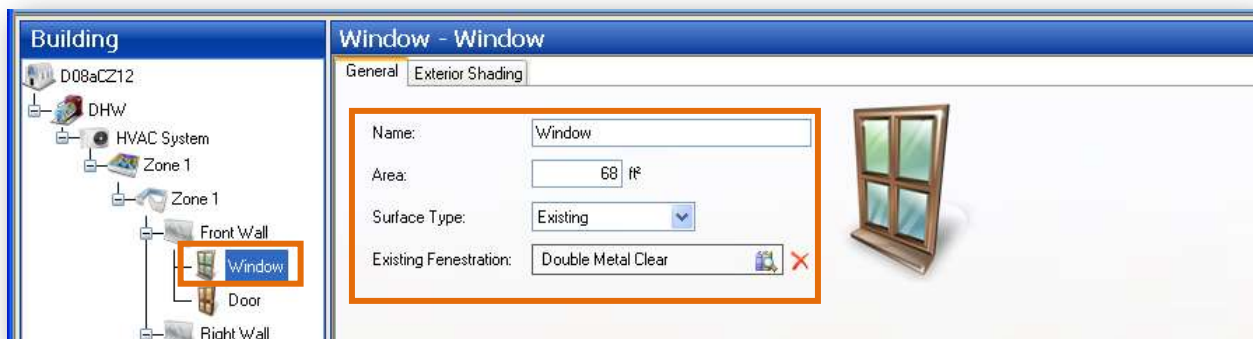 Building
D08aCZ12
DHW
HVAC System
Zone 1
Zone 1
Front Wall
Window
Door
Right Wall
Window - Window
General Exterior Shading
Name: Window
Area: 68 ft²
Surface Type: Existing
Existing Fenestration: Double Metal Clear